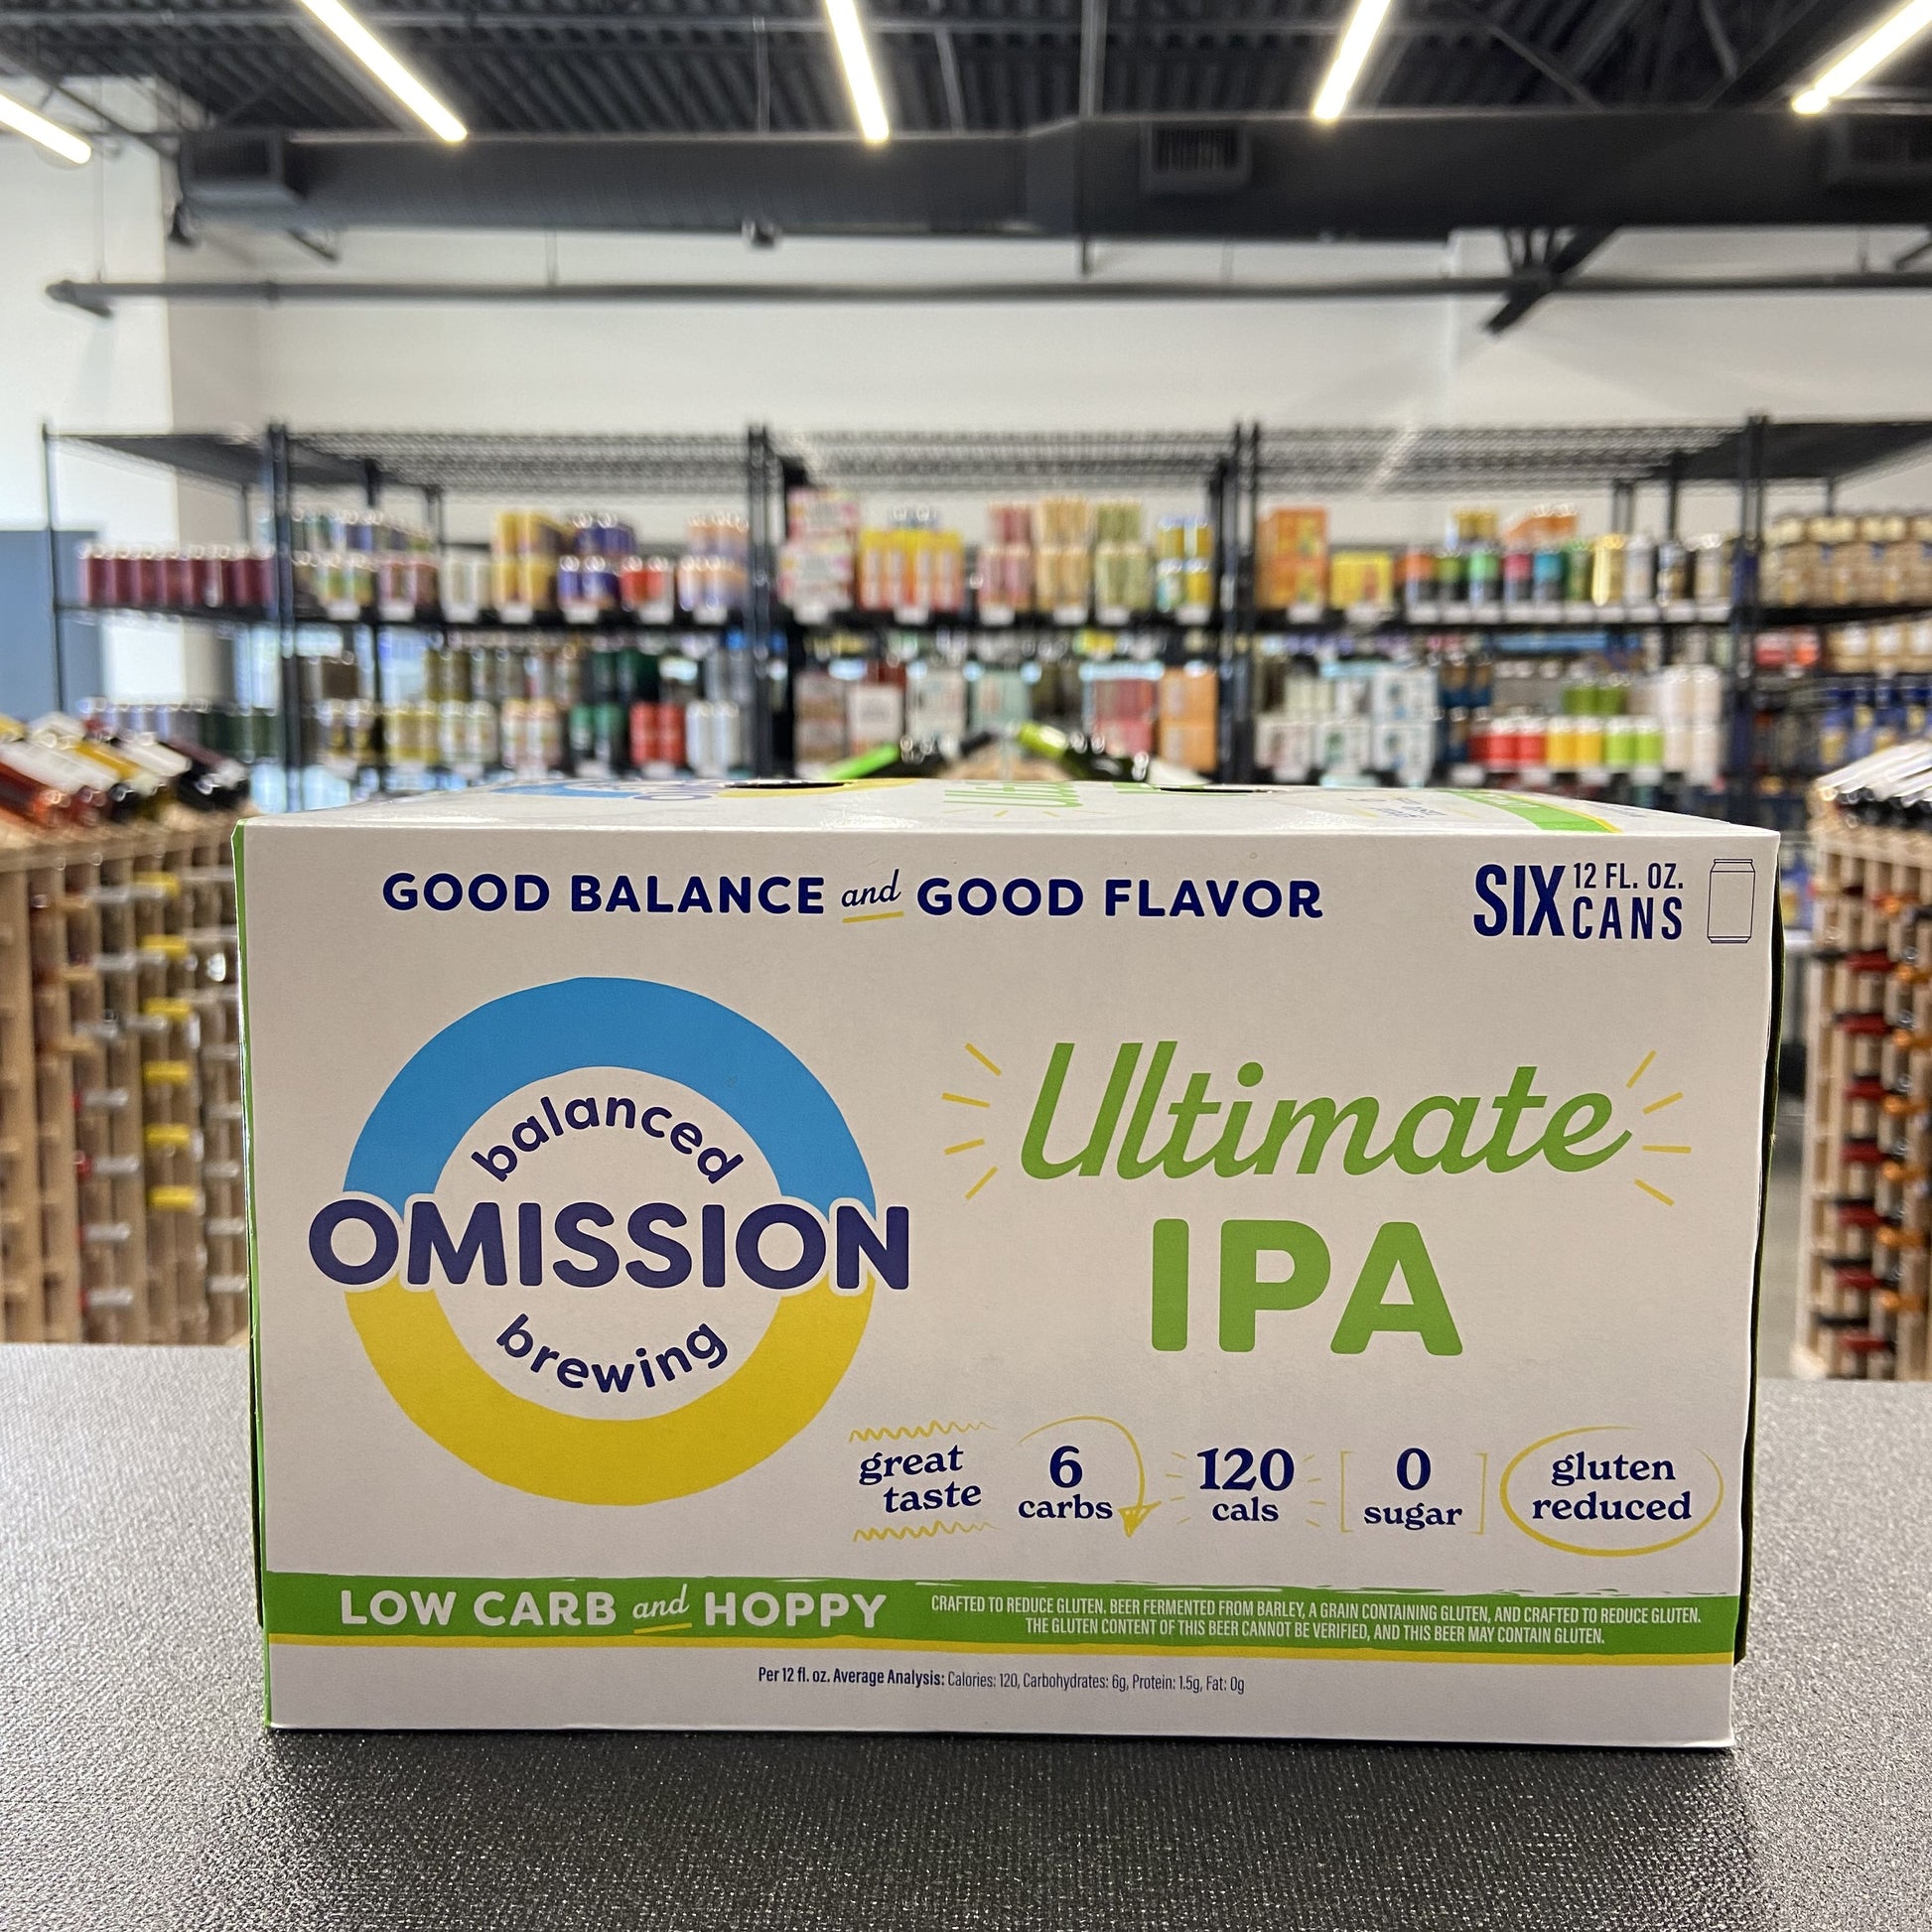 GOOD BALANCE and GOOD FLAVOR
SIX 12 FL. OZ.
CANS
balanced
OMISSION
brewing
Ultimate
IPA
great
taste
6
carbs
120
cals
0
sugar
gluten
reduced
LOW CARB and HOPPY
CRAFTED TO REDUCE GLUTEN. BEER FERMENTED FROM BARLEY, A GRAIN CONTAINING GLUTEN, AND CRAFTED TO REDUCE GLUTEN.
THE GLUTEN CONTENT OF THIS BEER CANNOT BE VERIFIED, AND THIS BEER MAY CONTAIN GLUTEN.
Per 12 fl. oz. Average Analysis: Calories: 120, Carbohydrates: 6g, Protein: 1.5g, Fat: 0g